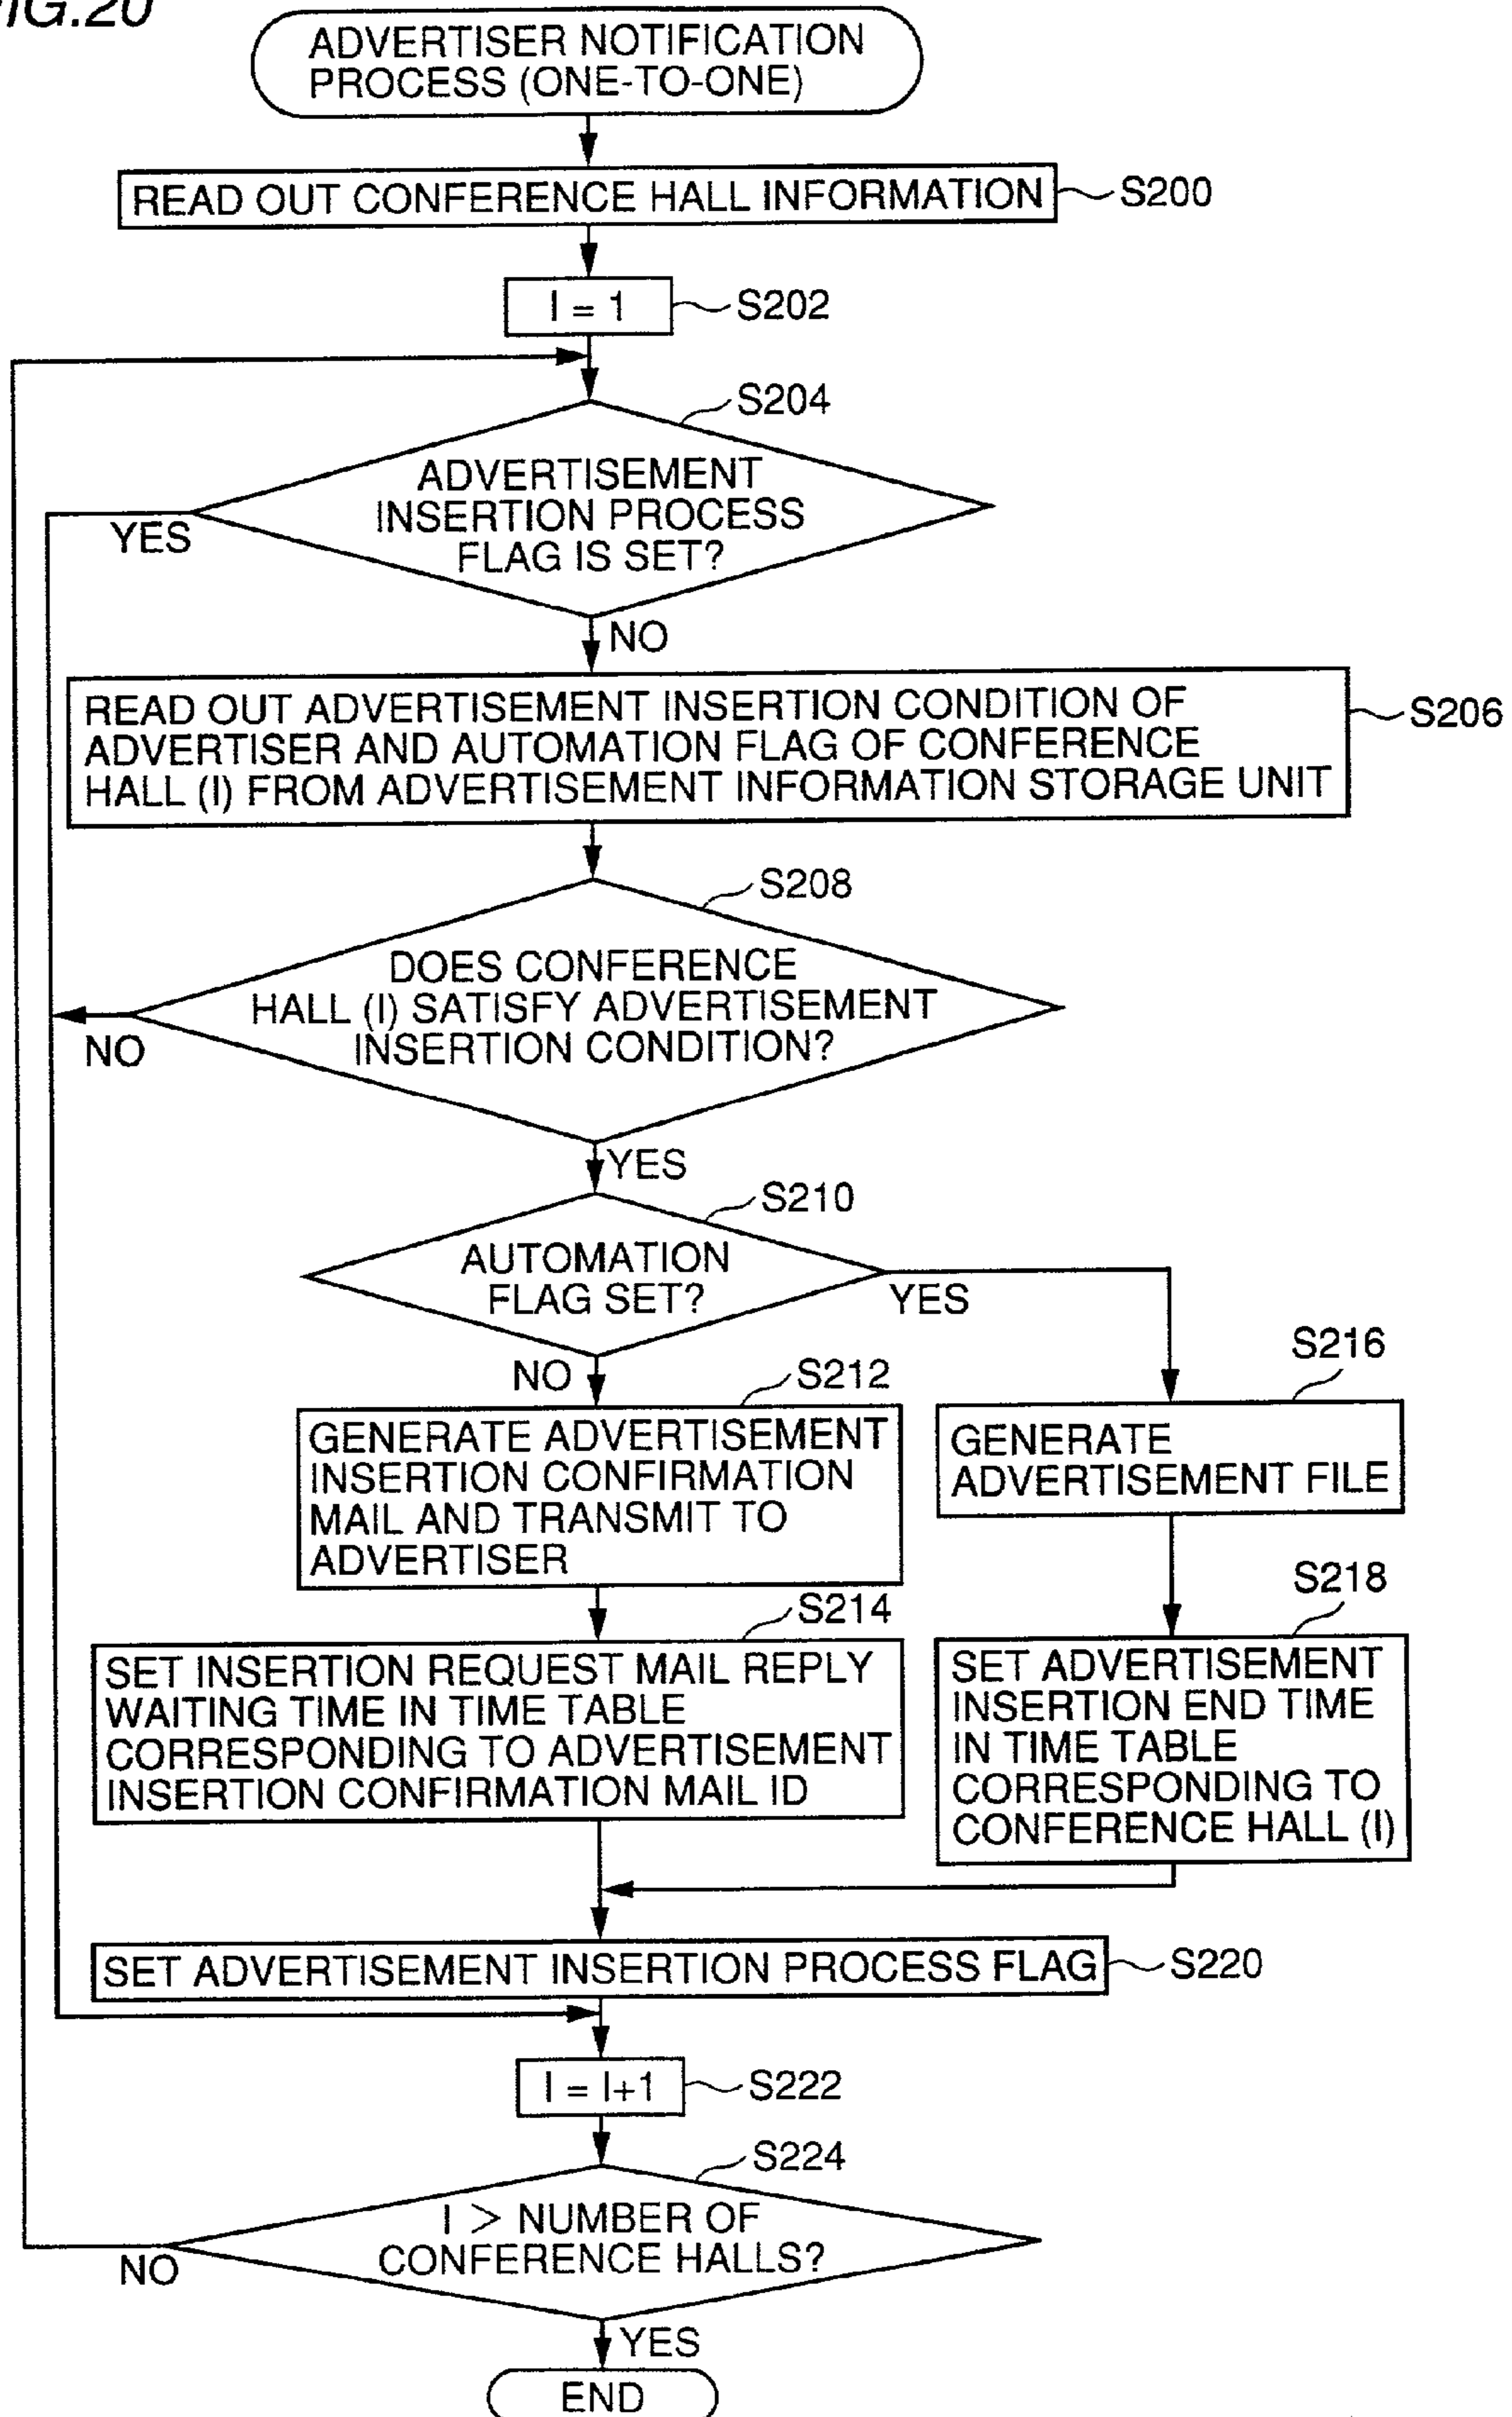 FIG.20
ADVERTISER NOTIFICATION
PROCESS (ONE-TO-ONE)
READ OUT CONFERENCE HALL INFORMATION
S200
I = 1
S202
S204
ADVERTISEMENT
INSERTION PROCESS
FLAG IS SET?
YES
NO
READ OUT ADVERTISEMENT INSERTION CONDITION OF
ADVERTISER AND AUTOMATION FLAG OF CONFERENCE
HALL (I) FROM ADVERTISEMENT INFORMATION STORAGE UNIT
S206
S208
DOES CONFERENCE
HALL (I) SATISFY ADVERTISEMENT
INSERTION CONDITION?
NO
YES
S210
AUTOMATION
FLAG SET?
YES
NO
S212
GENERATE ADVERTISEMENT
INSERTION CONFIRMATION
MAIL AND TRANSMIT TO
ADVERTISER
S216
GENERATE
ADVERTISEMENT FILE
S214
SET INSERTION REQUEST MAIL REPLY
WAITING TIME IN TIME TABLE
CORRESPONDING TO ADVERTISEMENT
INSERTION CONFIRMATION MAIL ID
S218
SET ADVERTISEMENT
INSERTION END TIME
IN TIME TABLE
CORRESPONDING TO
CONFERENCE HALL (I)
SET ADVERTISEMENT INSERTION PROCESS FLAG
S220
I = I+1
S222
S224
I > NUMBER OF
CONFERENCE HALLS?
NO
YES
END